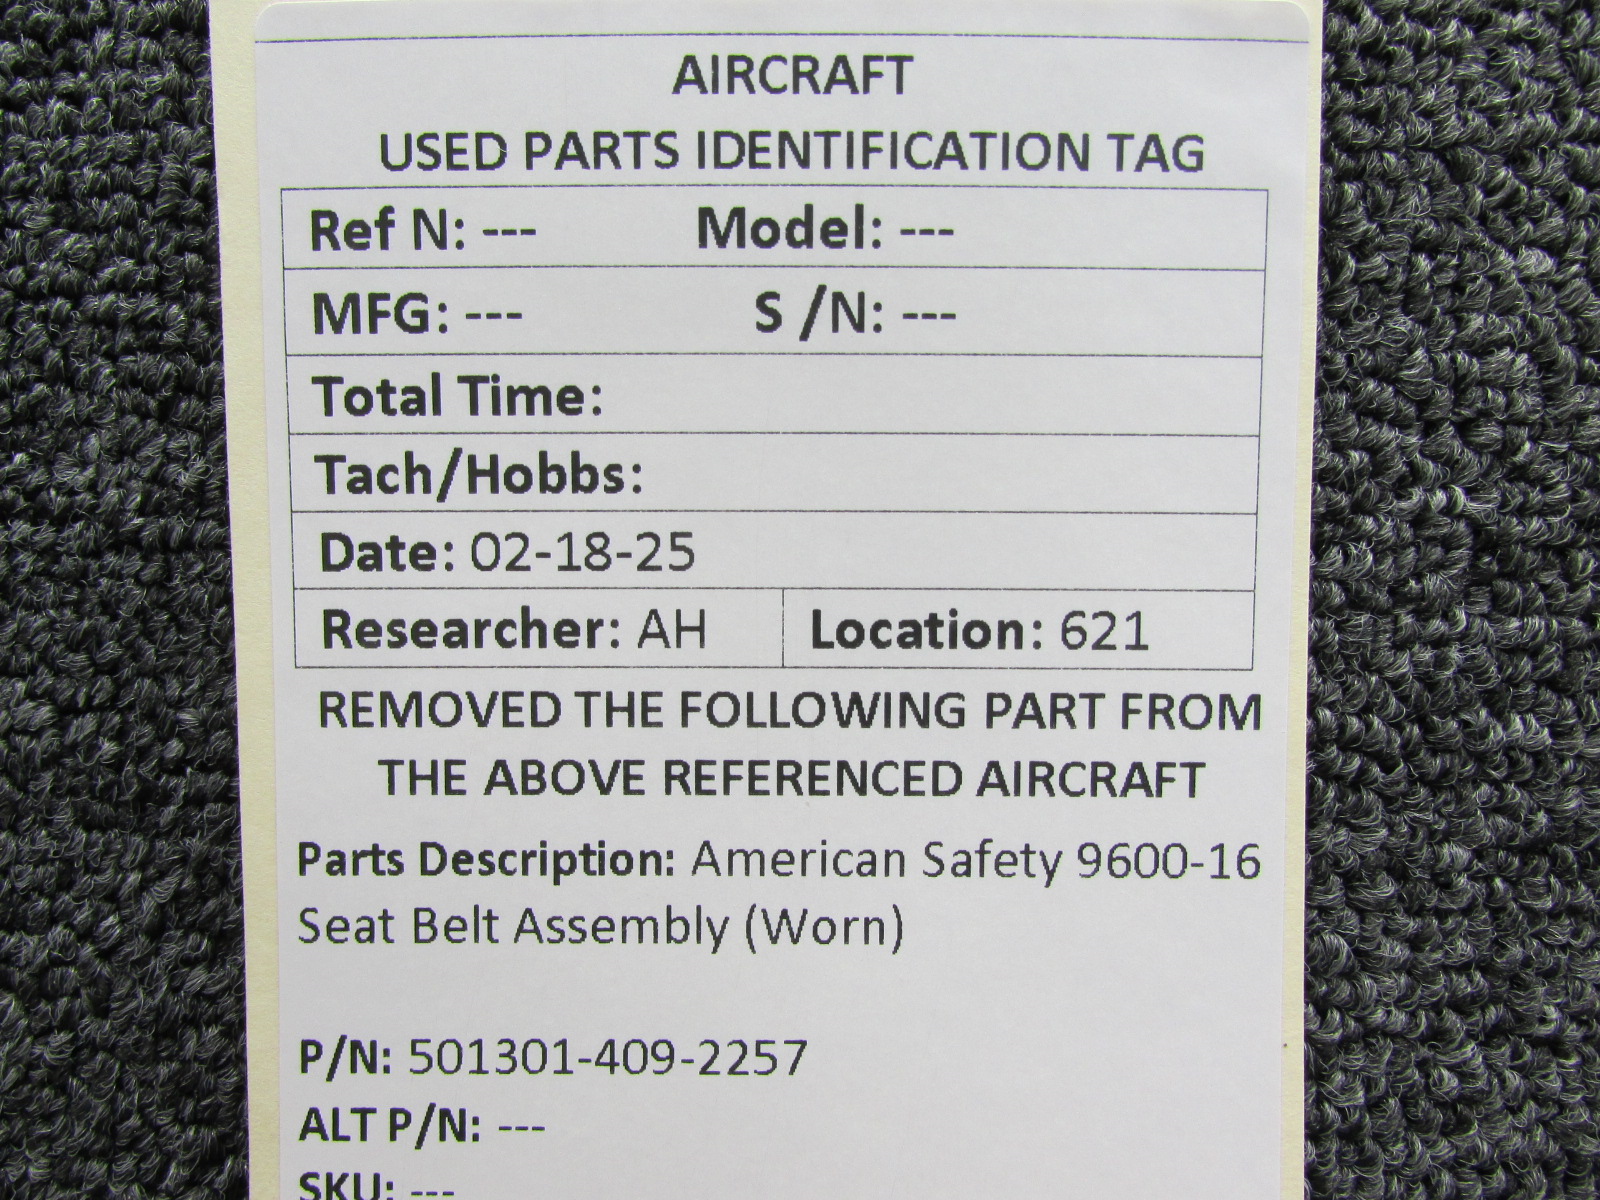 AIRCRAFT
USED PARTS IDENTIFICATION TAG
Ref N: --- Model: ---
MFG: --- S /N: ---
Total Time:
Tach/Hobbs:
Date: 02-18-25
Researcher: AH Location: 621
REMOVED THE FOLLOWING PART FROM
THE ABOVE REFERENCED AIRCRAFT
Parts Description: American Safety 9600-16
Seat Belt Assembly (Worn)
P/N: 501301-409-2257
ALT P/N: ---
SKU: ---